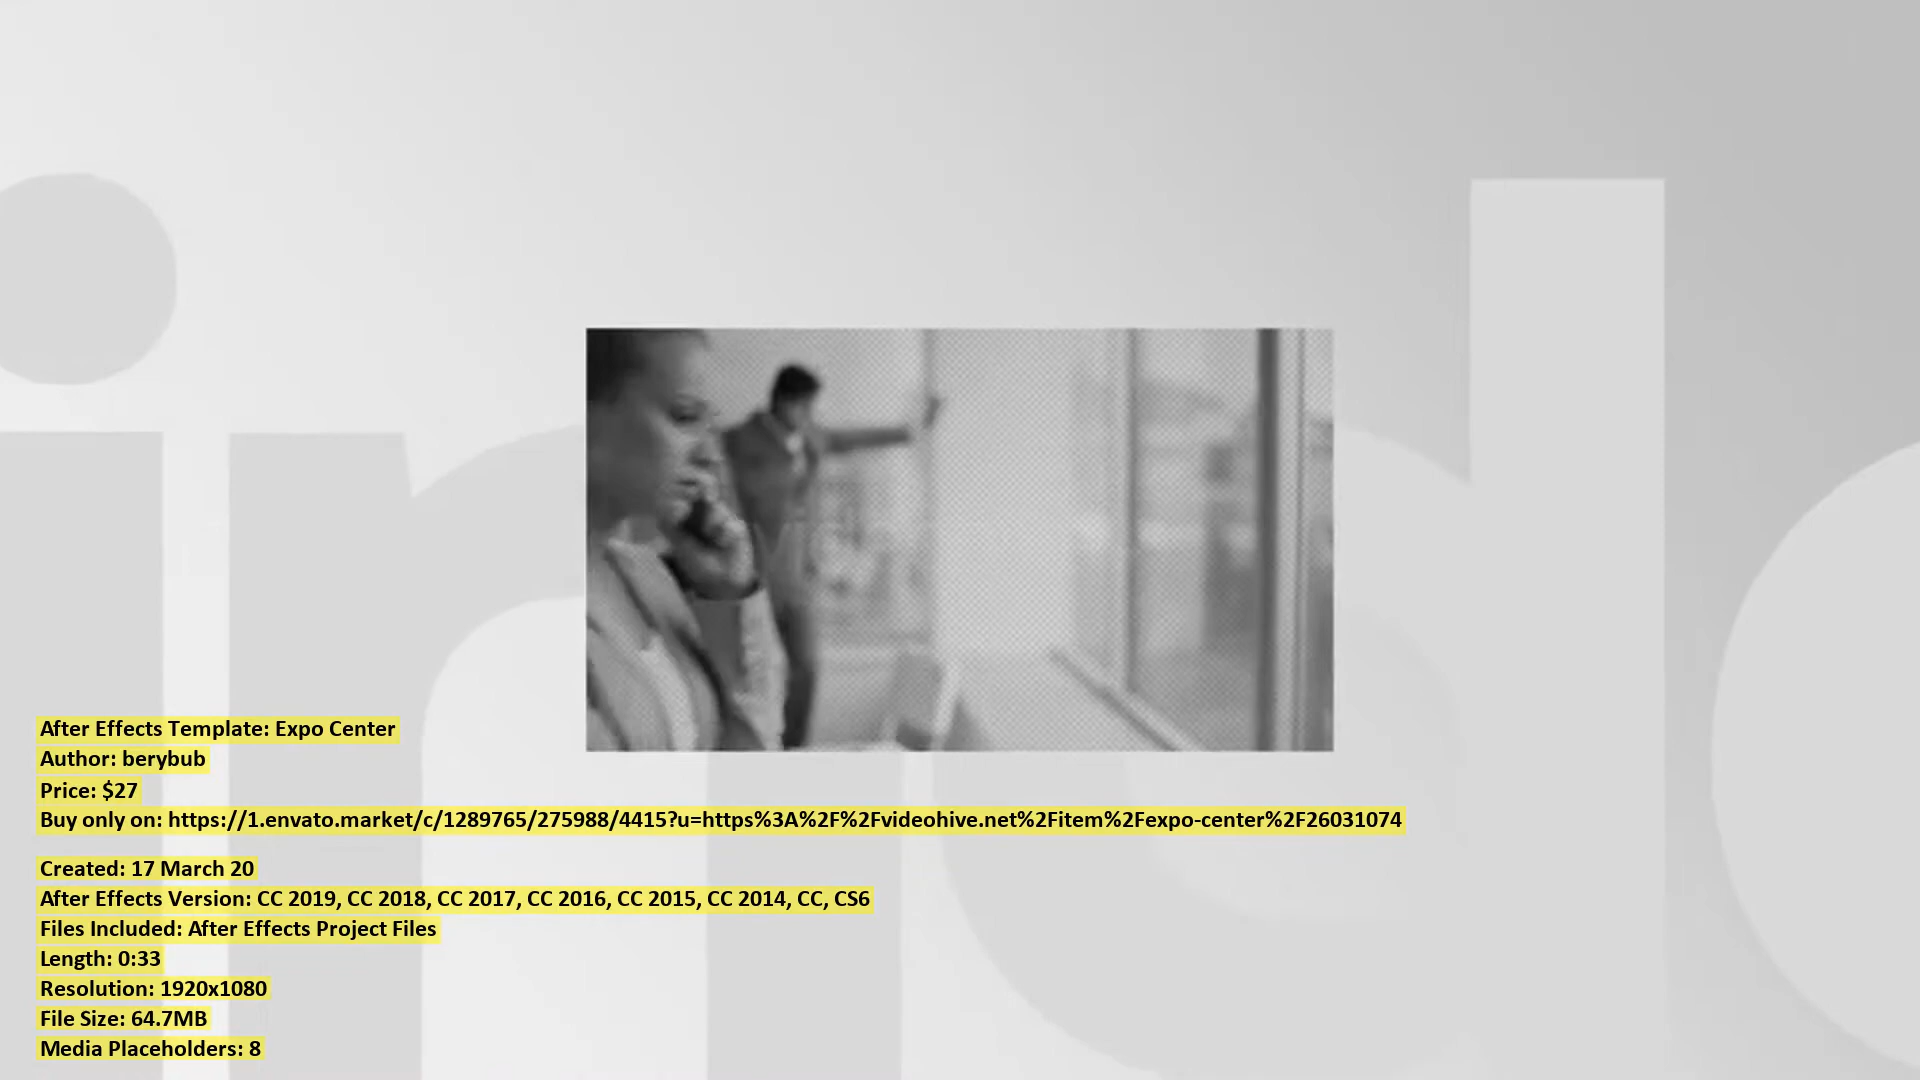 ind
After Effects Template: Expo Center
Author: berybub
Price: $27
Buy only on: https://1.envato.market/c/1289765/275988/4415?u=https%3A%2F%2Fvideohive.net%2Fitem%2Fexpo-center%2F26031074
Created: 17 March 20
After Effects Version: CC 2019, CC 2018, CC 2017, CC 2016, CC 2015, CC 2014, CC, CS6
Files Included: After Effects Project Files
Length: 0:33
Resolution: 1920x1080
File Size: 64.7MB
Media Placeholders: 8